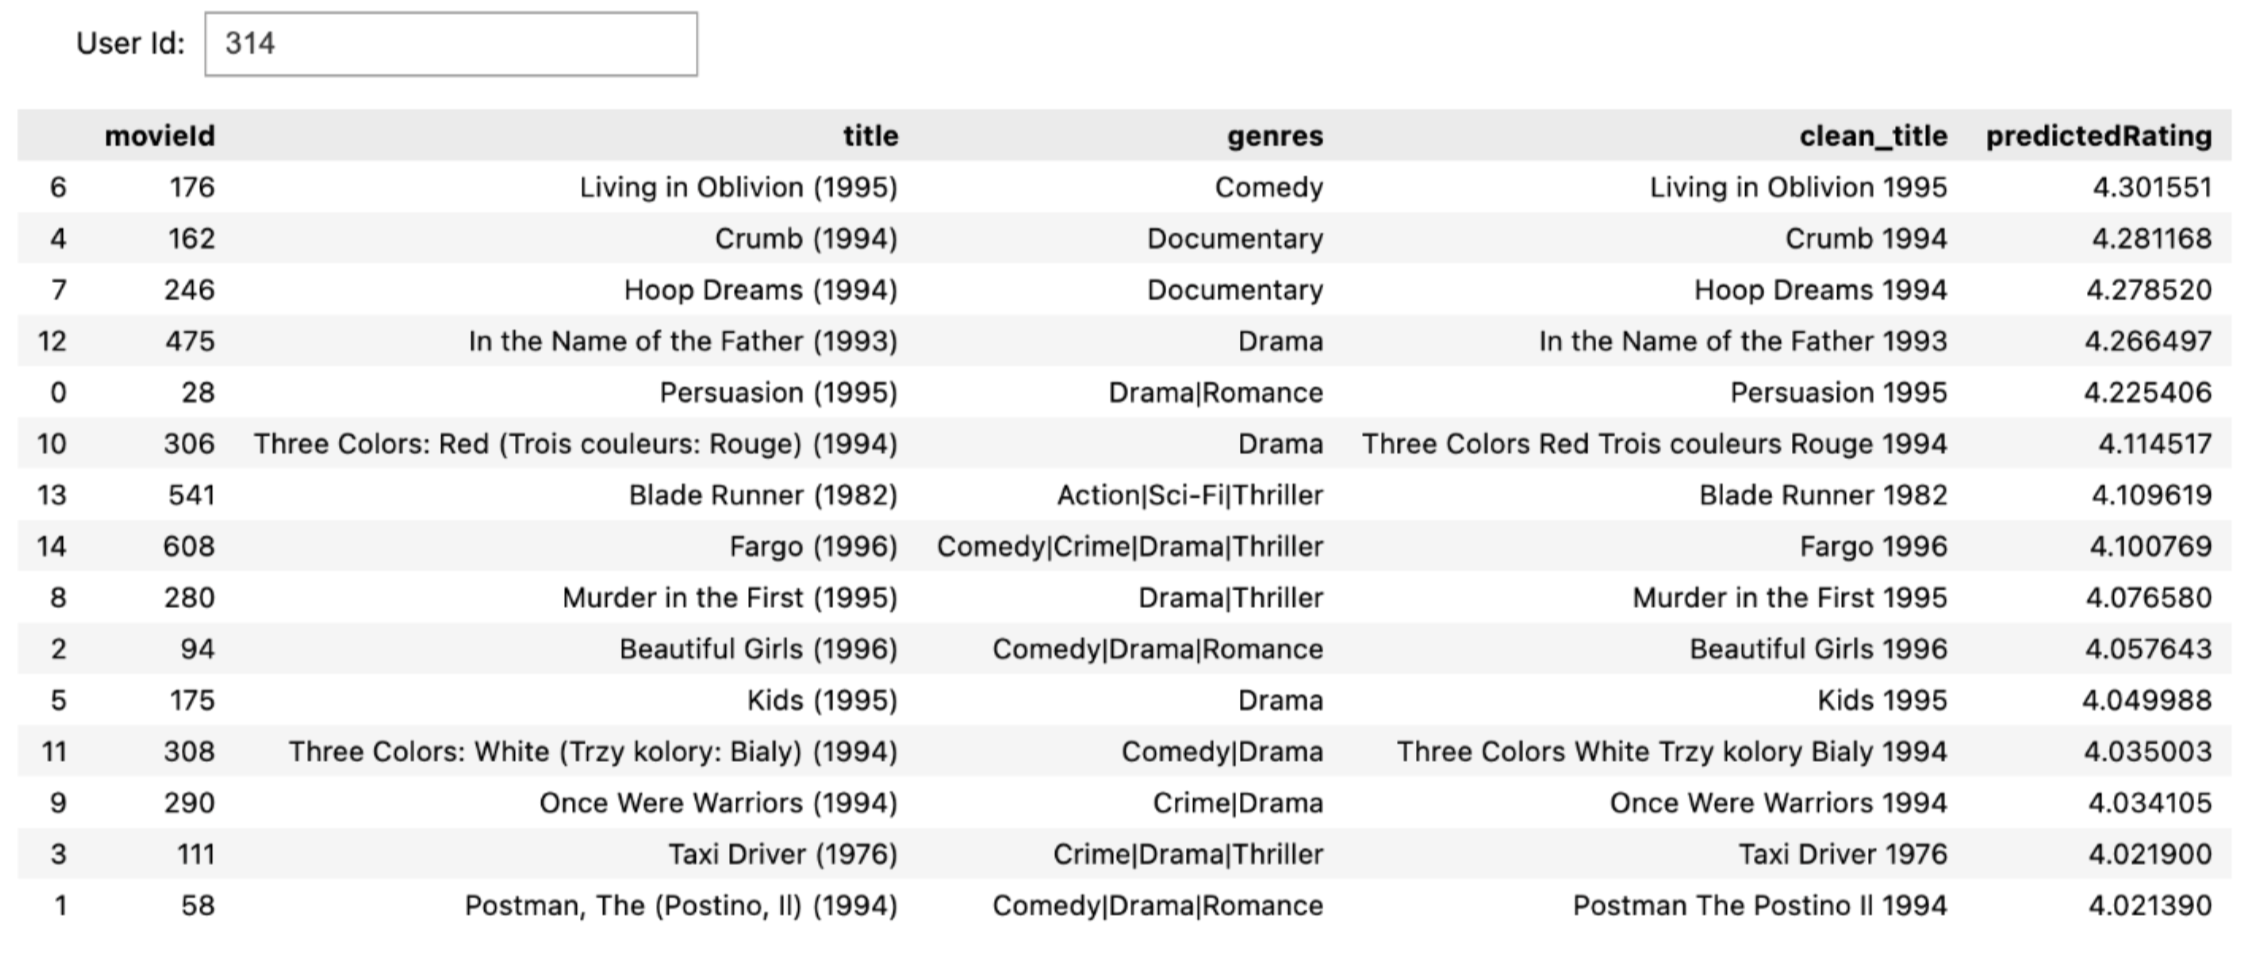 User Id: 314
movieId title genres clean_title predictedRating
6 176 Living in Oblivion (1995) Comedy Living in Oblivion 1995 4.301551
4 162 Crumb (1994) Documentary Crumb 1994 4.281168
7 246 Hoop Dreams (1994) Documentary Hoop Dreams 1994 4.278520
12 475 In the Name of the Father (1993) Drama In the Name of the Father 1993 4.266497
0 28 Persuasion (1995) Drama|Romance Persuasion 1995 4.225406
10 306 Three Colors: Red (Trois couleurs: Rouge) (1994) Drama Three Colors Red Trois couleurs Rouge 1994 4.114517
13 541 Blade Runner (1982) Action|Sci-Fi|Thriller Blade Runner 1982 4.109619
14 608 Fargo (1996) Comedy|Crime|Drama|Thriller Fargo 1996 4.100769
8 280 Murder in the First (1995) Drama|Thriller Murder in the First 1995 4.076580
2 94 Beautiful Girls (1996) Comedy|Drama|Romance Beautiful Girls 1996 4.057643
5 175 Kids (1995) Drama Kids 1995 4.049988
11 308 Three Colors: White (Trzy kolory: Bialy) (1994) Comedy|Drama Three Colors White Trzy kolory Bialy 1994 4.035003
9 290 Once Were Warriors (1994) Crime|Drama Once Were Warriors 1994 4.034105
3 111 Taxi Driver (1976) Crime|Drama|Thriller Taxi Driver 1976 4.021900
1 58 Postman, The (Postino, Il) (1994) Comedy|Drama|Romance Postman The Postino Il 1994 4.021390